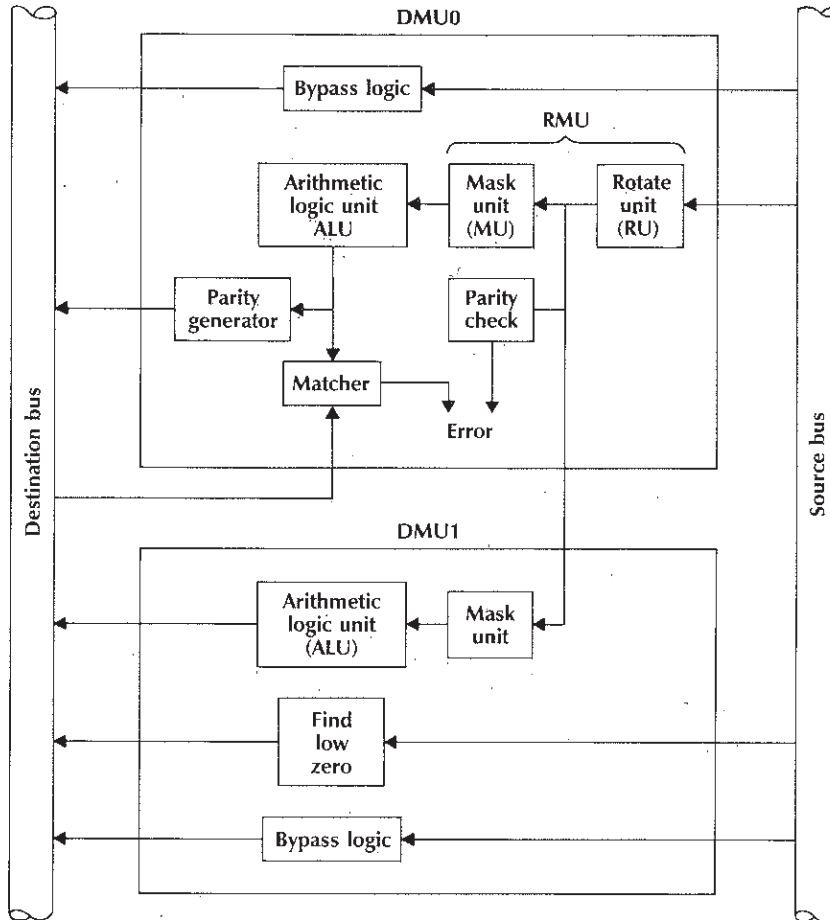 DMU0
Bypass logic
RMU
Arithmetic
logic unit
ALU
Mask
unit
(MU)
Rotate
unit
(RU)
Parity
generator
Parity
check
Matcher
Error
Destination bus
Source bus
DMU1
Arithmetic
logic unit
(ALU)
Mask
unit
Find
low
zero
Bypass logic